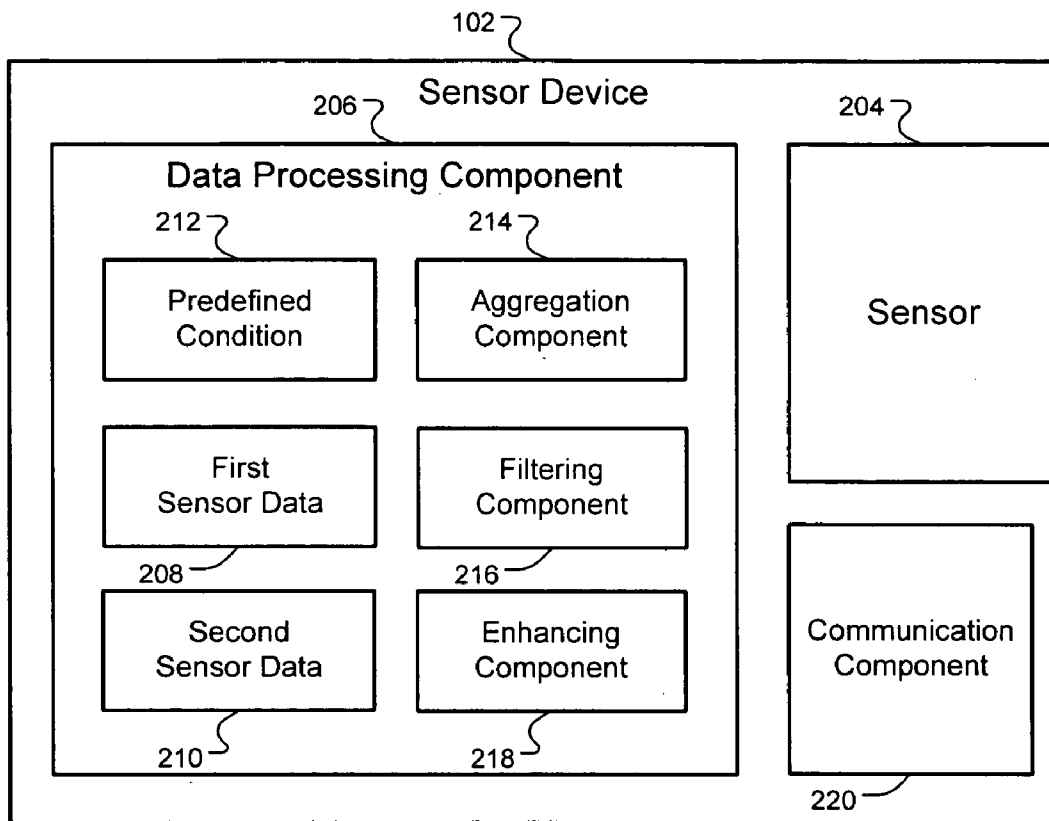 102
Sensor Device
206
204
Data Processing Component
212
214
Predefined
Condition
Aggregation
Component
Sensor
First
Sensor Data
Filtering
Component
208
216
Second
Sensor Data
Enhancing
Component
Communication
Component
210
218
220